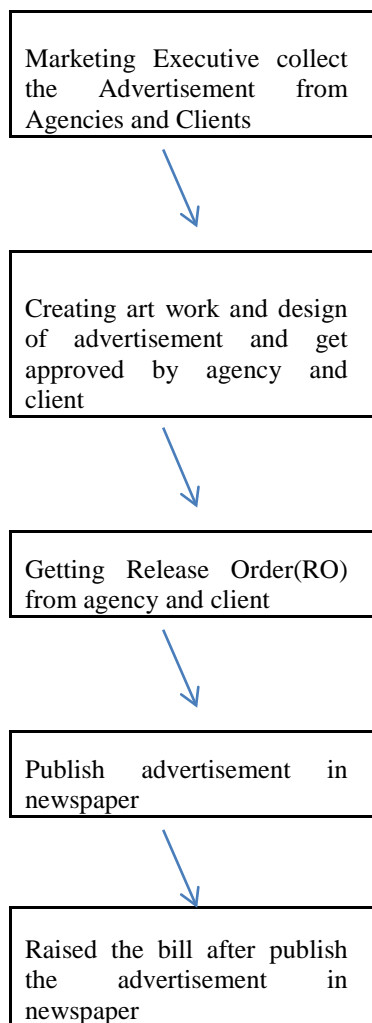 Marketing Executive collect
the Advertisement from
Agencies and Clients
Creating art work and design
of advertisement and get
approved by agency and
client
Getting Release Order(RO)
from agency and client
Publish advertisement in
newspaper
Raised the bill after publish
the advertisement in
newspaper